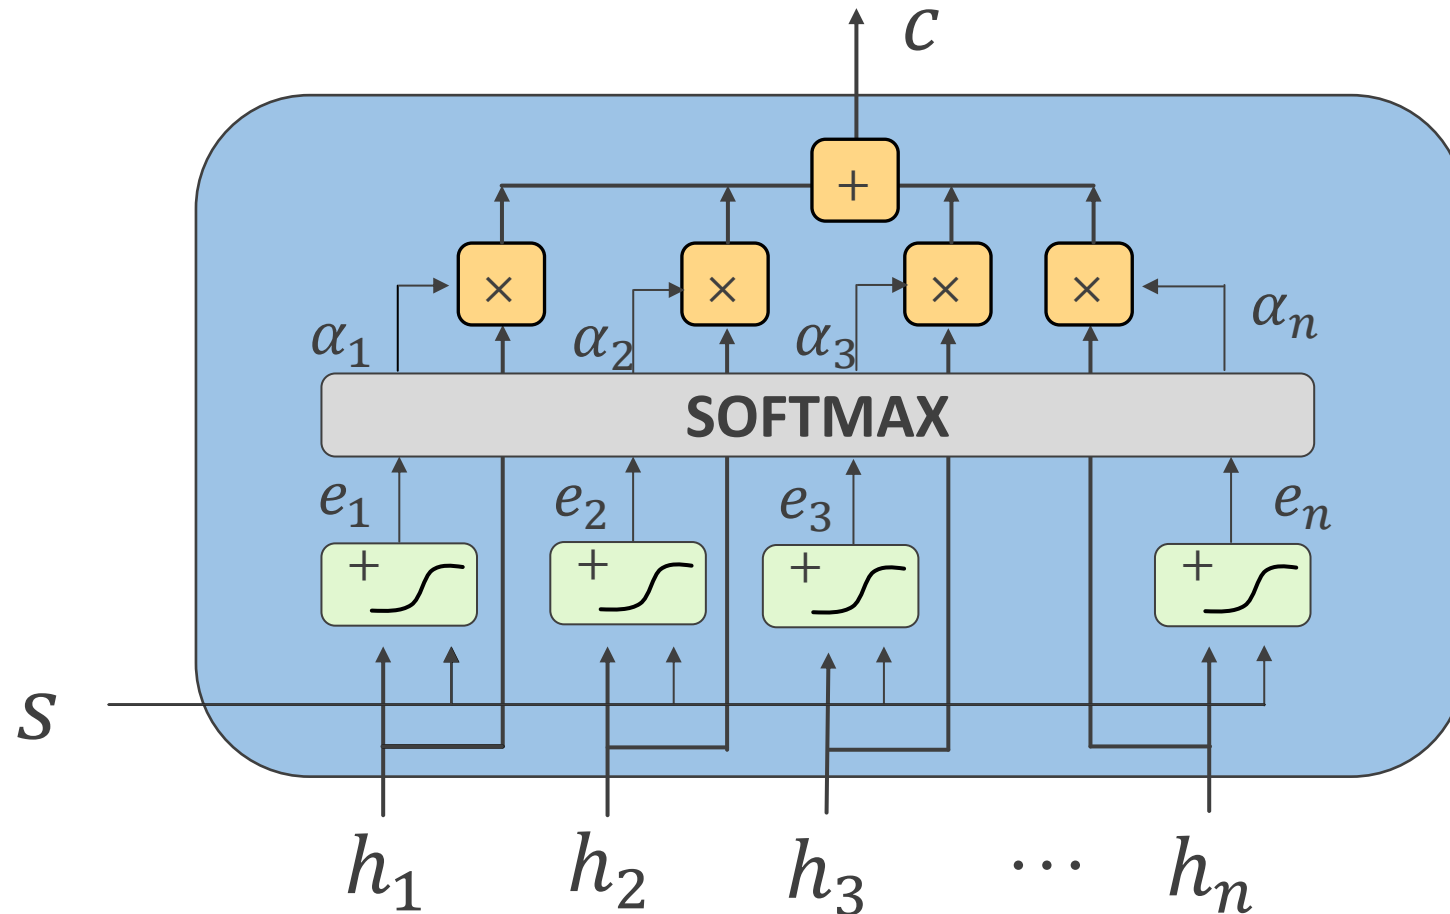 c
+
× × × ×
α₁ α₂ α₃ αₙ
SOFTMAX
e₁ e₂ e₃ eₙ
+ + + +
s
h₁ h₂ h₃ ⋯ hₙ